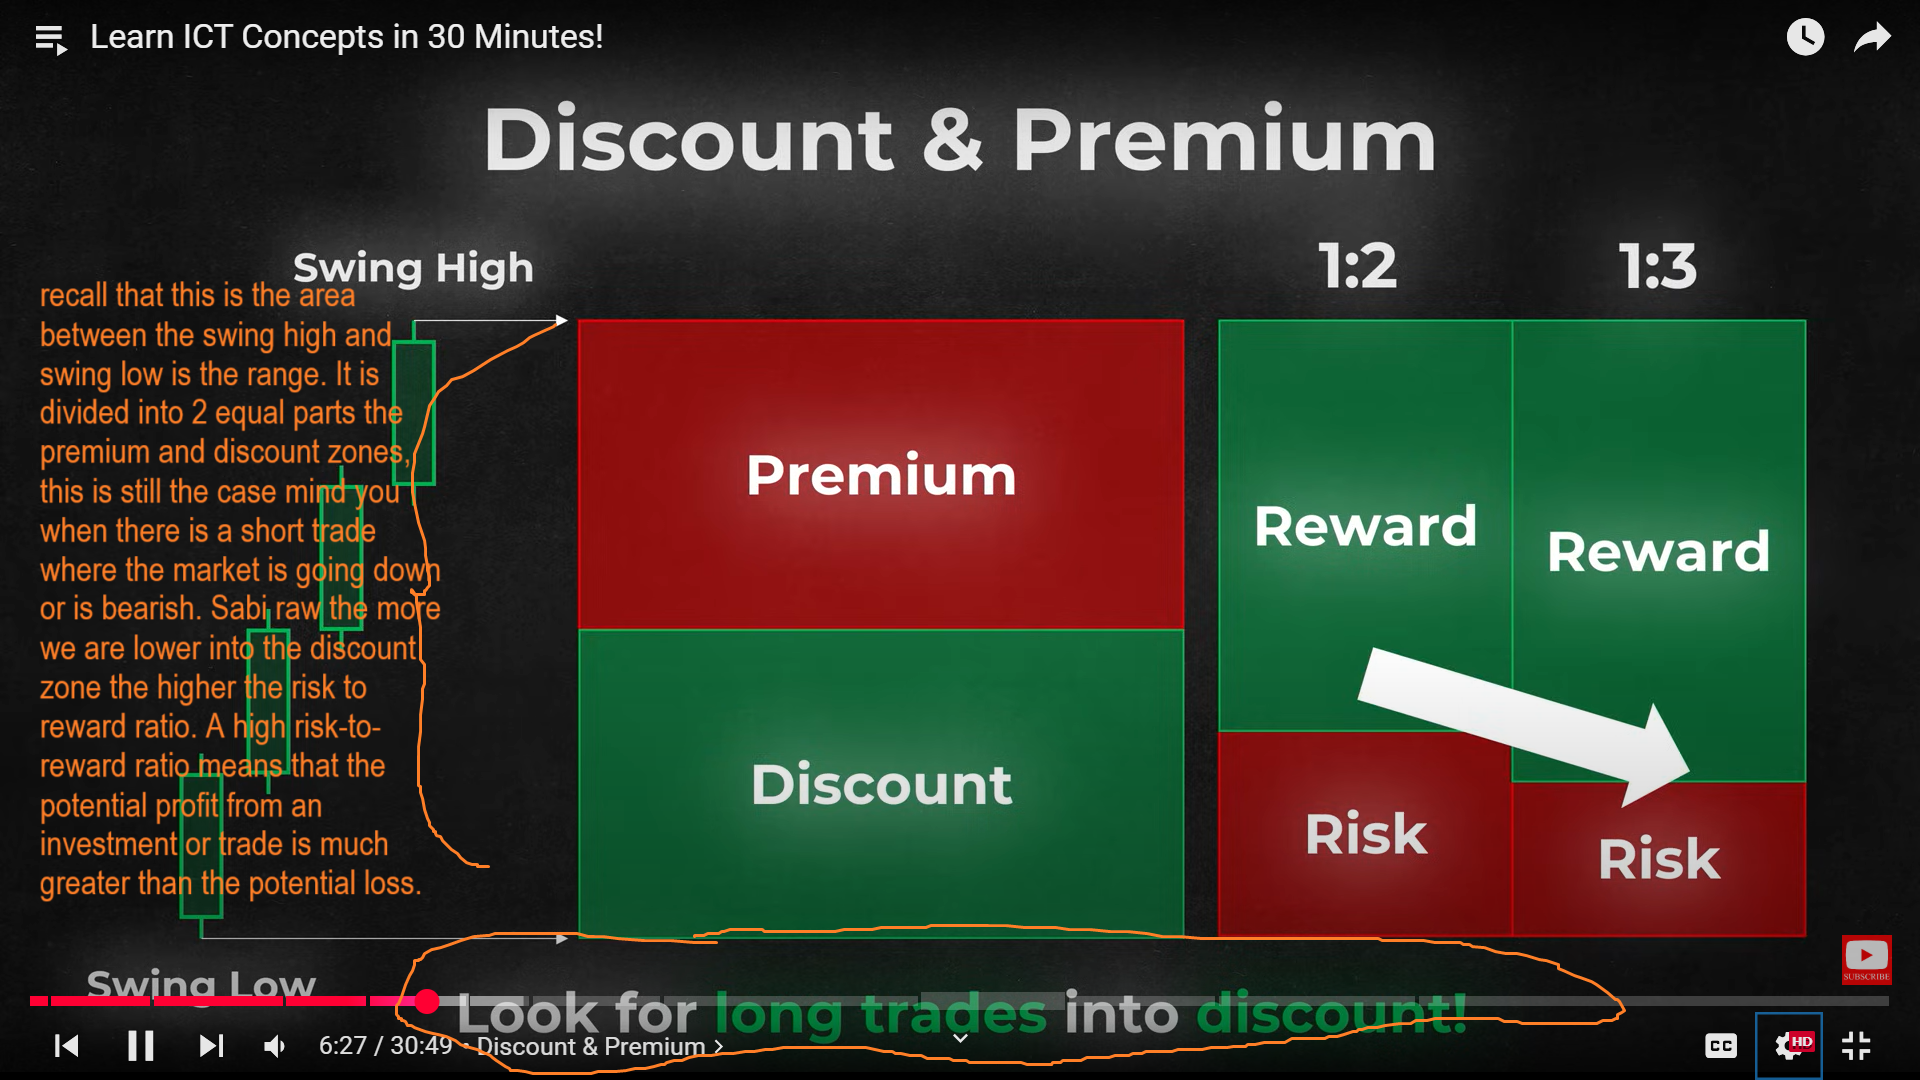 Learn ICT Concepts in 30 Minutes!
Discount & Premium
Swing High
1:2
1:3
recall that this is the area
between the swing high and
swing low is the range. It is
divided into 2 equal parts the
premium and discount zones,
this is still the case mind you
when there is a short trade
where the market is going down
or is bearish. Sabi raw the more
we are lower into the discount
zone the higher the risk to
reward ratio. A high risk-to-
reward ratio means that the
potential profit from an
investment or trade is much
greater than the potential loss.
Premium
Discount
Reward
Reward
Risk
Risk
Swing Low
SUBSCRIBE
Look for long trades into discount!
6:27 / 30:49 • Discount & Premium
CC
HD